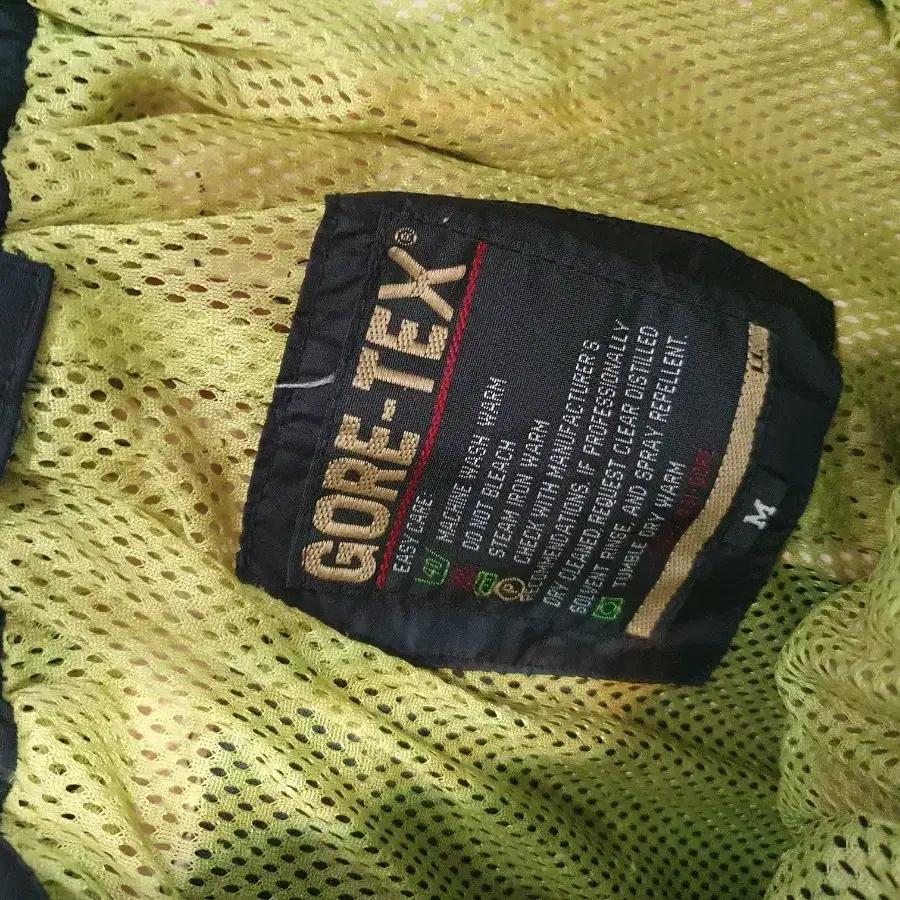 GORE-TEX®
EASY CARE
40 MACHINE WASH WARM
DO NOT BLEACH
STEAM IRON WARM
P CHECK WITH MANUFACTURER'S
RECOMMENDATIONS. IF PROFESSIONALLY
DRY CLEANED REQUEST CLEAR DISTILLED
SOLVENT RINSE, AND SPRAY REPELLENT.
TUMBLE DRY WARM
M